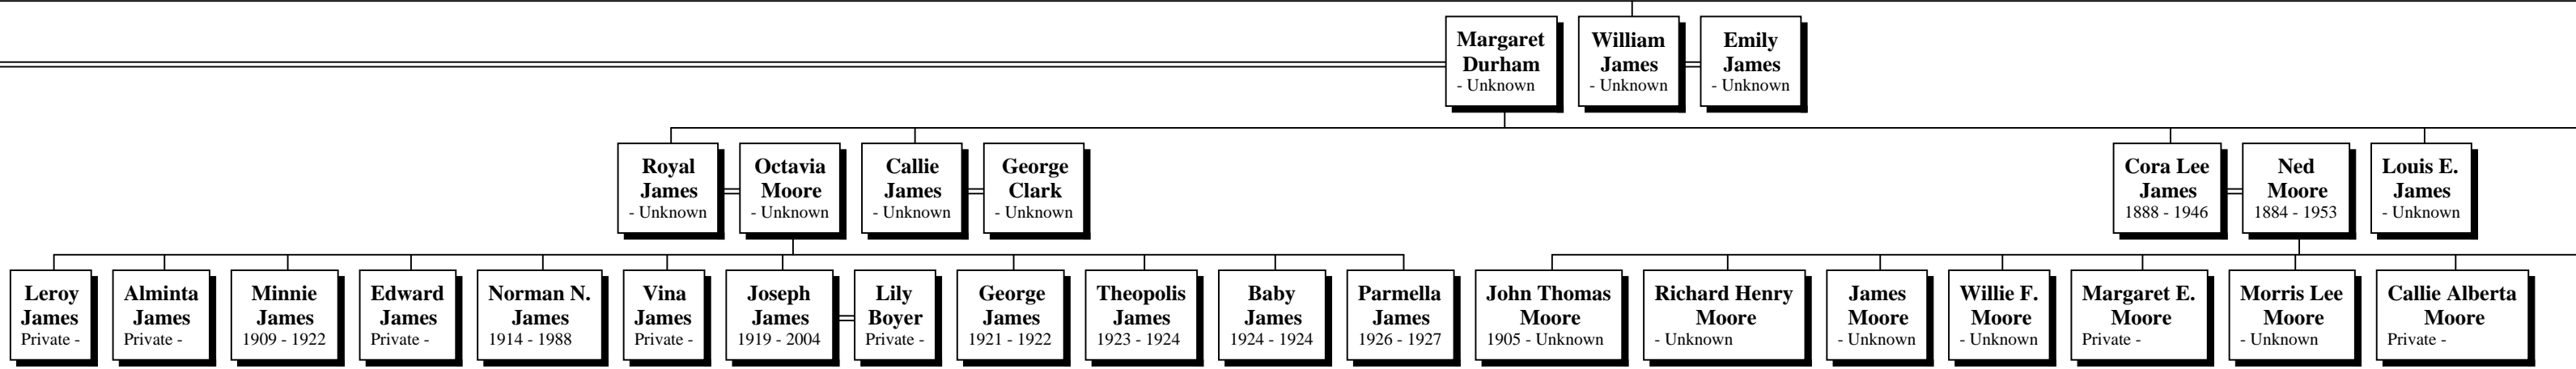 Margaret
Durham
- Unknown
William
James
- Unknown
Emily
James
- Unknown
Royal
James
- Unknown
Octavia
Moore
- Unknown
Callie
James
- Unknown
George
Clark
- Unknown
Cora Lee
James
1888 - 1946
Ned
Moore
1884 - 1953
Louis E.
James
- Unknown
Leroy
James
Private -
Alminta
James
Private -
Minnie
James
1909 - 1922
Edward
James
Private -
Norman N.
James
1914 - 1988
Vina
James
Private -
Joseph
James
1919 - 2004
Lily
Boyer
Private -
George
James
1921 - 1922
Theopolis
James
1923 - 1924
Baby
James
1924 - 1924
Parmella
James
1926 - 1927
John Thomas
Moore
1905 - Unknown
Richard Henry
Moore
- Unknown
James
Moore
- Unknown
Willie F.
Moore
- Unknown
Margaret E.
Moore
Private -
Morris Lee
Moore
- Unknown
Callie Alberta
Moore
Private -